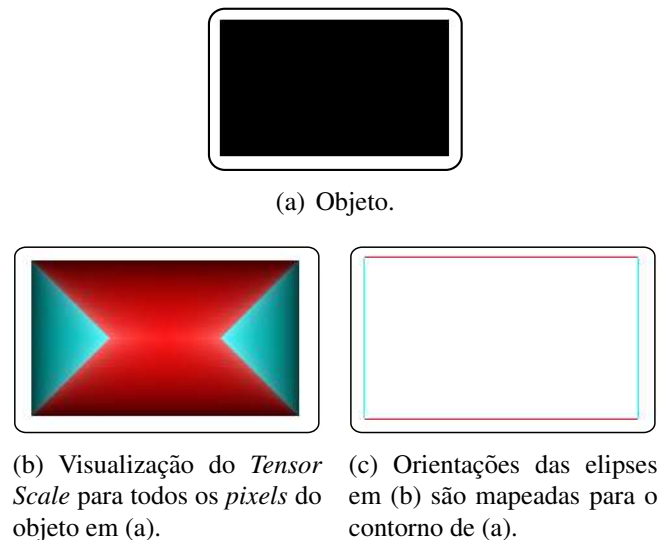 (a) Objeto.
(b) Visualização do Tensor
Scale para todos os pixels do
objeto em (a).
(c) Orientações das elipses
em (b) são mapeadas para o
contorno de (a).